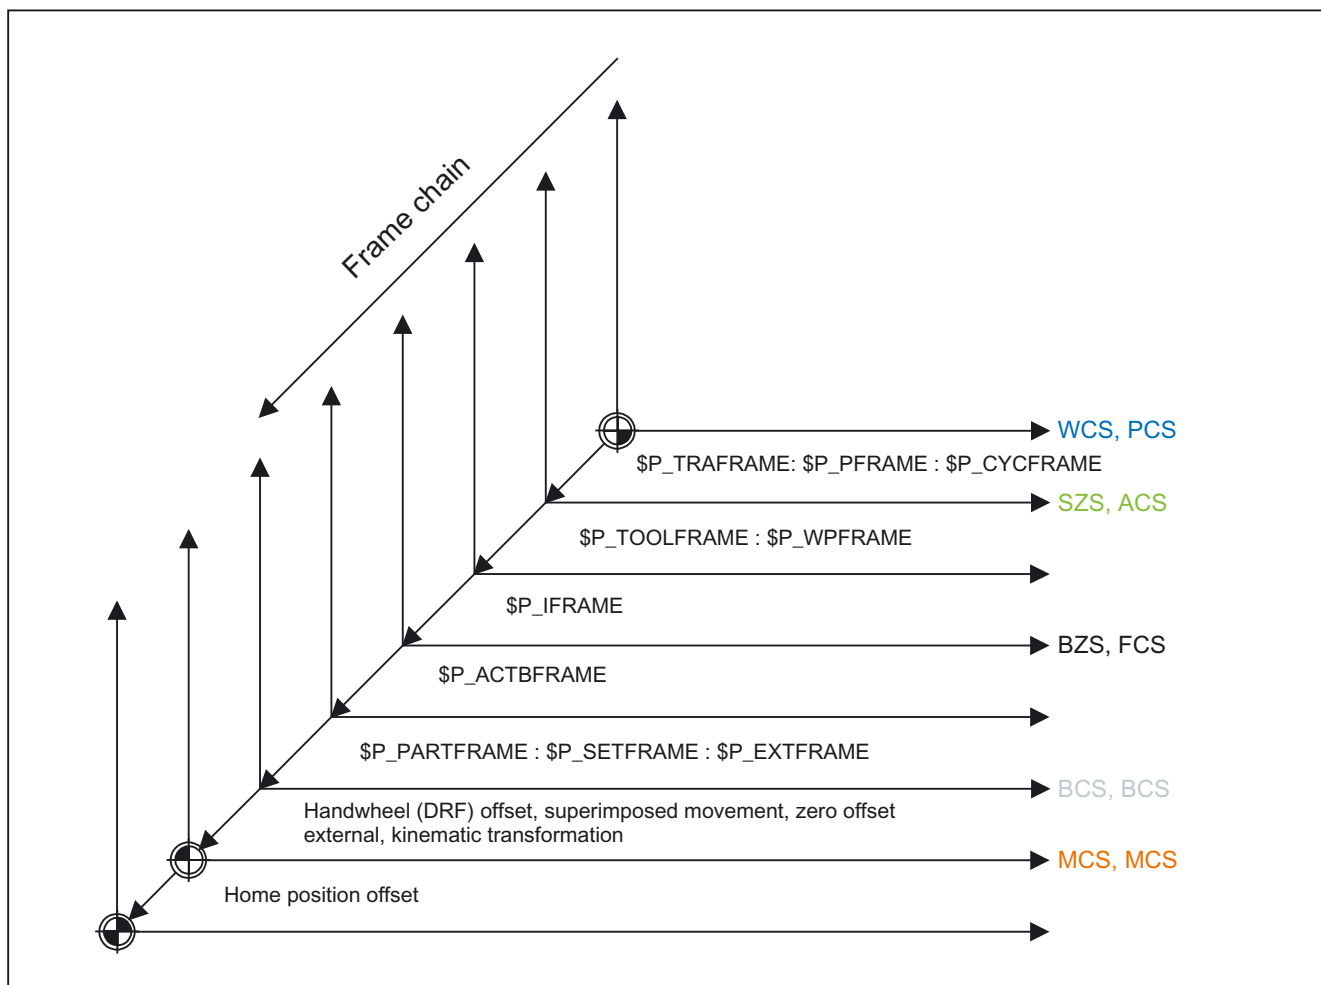 Frame chain
WCS, PCS
$P_TRAFRAME: $P_PFRAME : $P_CYCFRAME
SZS, ACS
$P_TOOLFRAME : $P_WPFRAME
$P_IFRAME
BZS, FCS
$P_ACTBFRAME
$P_PARTFRAME : $P_SETFRAME : $P_EXTFRAME
BCS, BCS
Handwheel (DRF) offset, superimposed movement, zero offset
external, kinematic transformation
MCS, MCS
Home position offset